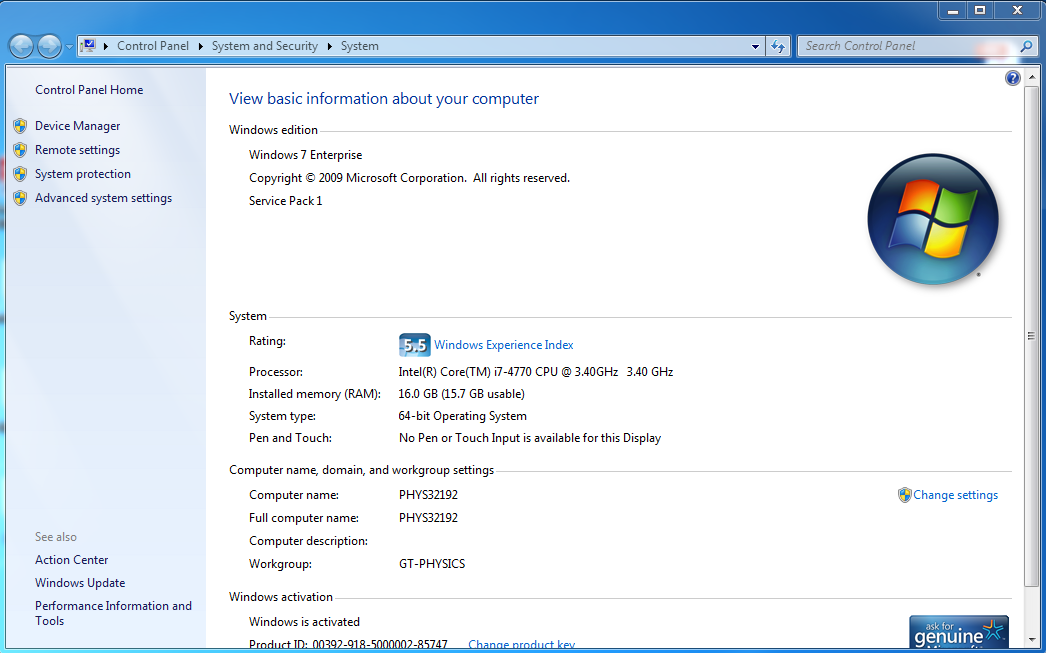 Control Panel ▸ System and Security ▸ System
Search Control Panel
Control Panel Home
Device Manager
Remote settings
System protection
Advanced system settings
See also
Action Center
Windows Update
Performance Information and
Tools
View basic information about your computer
Windows edition
Windows 7 Enterprise
Copyright © 2009 Microsoft Corporation.  All rights reserved.
Service Pack 1
System
Rating: 5.5 Windows Experience Index
Processor: Intel(R) Core(TM) i7-4770 CPU @ 3.40GHz   3.40 GHz
Installed memory (RAM): 16.0 GB (15.7 GB usable)
System type: 64-bit Operating System
Pen and Touch: No Pen or Touch Input is available for this Display
Computer name, domain, and workgroup settings
Computer name: PHYS32192 Change settings
Full computer name: PHYS32192
Computer description:
Workgroup: GT-PHYSICS
Windows activation
Windows is activated
Product ID: 00392-918-5000002-85747 Change product key
ask for
genuine